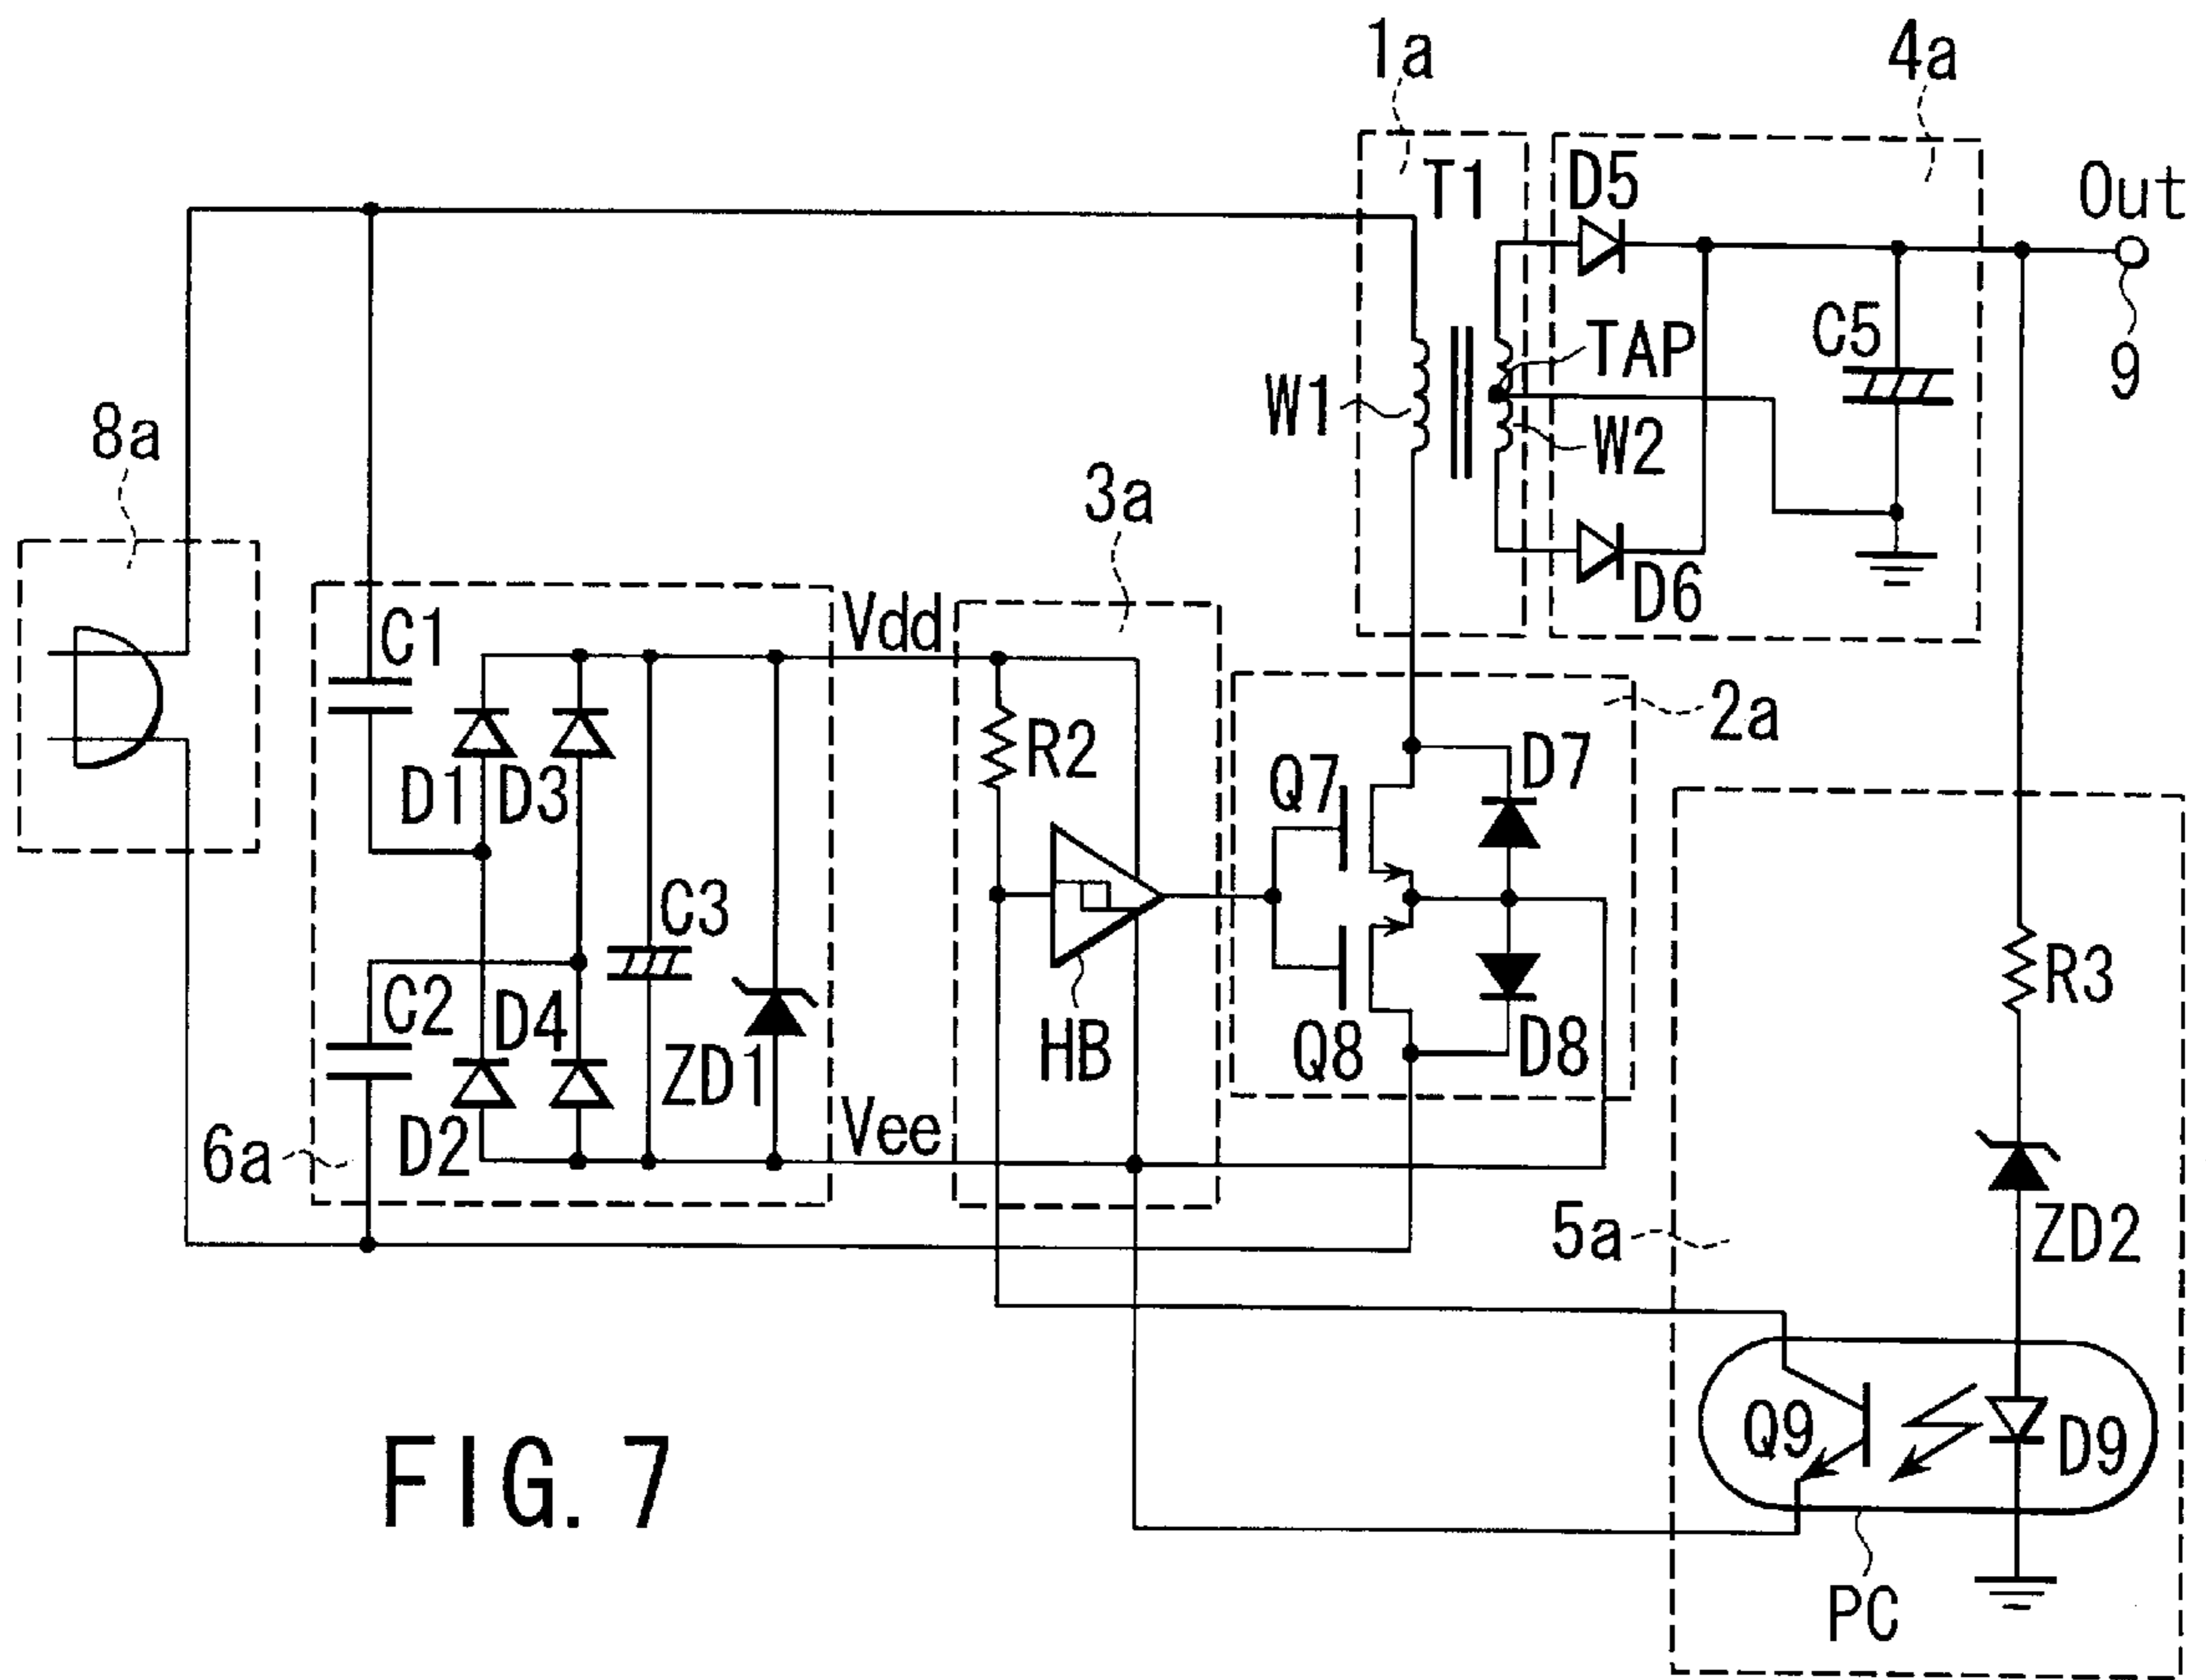 1a
4a
T1
D5
Out
TAP
C5
W1
9
8a
W2
3a
D6
C1
Vdd
2a
R2
Q7
D7
D1
D3
C3
R3
C2
D4
HB
Q8
D8
ZD1
6a
D2
Vee
5a
ZD2
Q9
D9
FIG. 7
PC